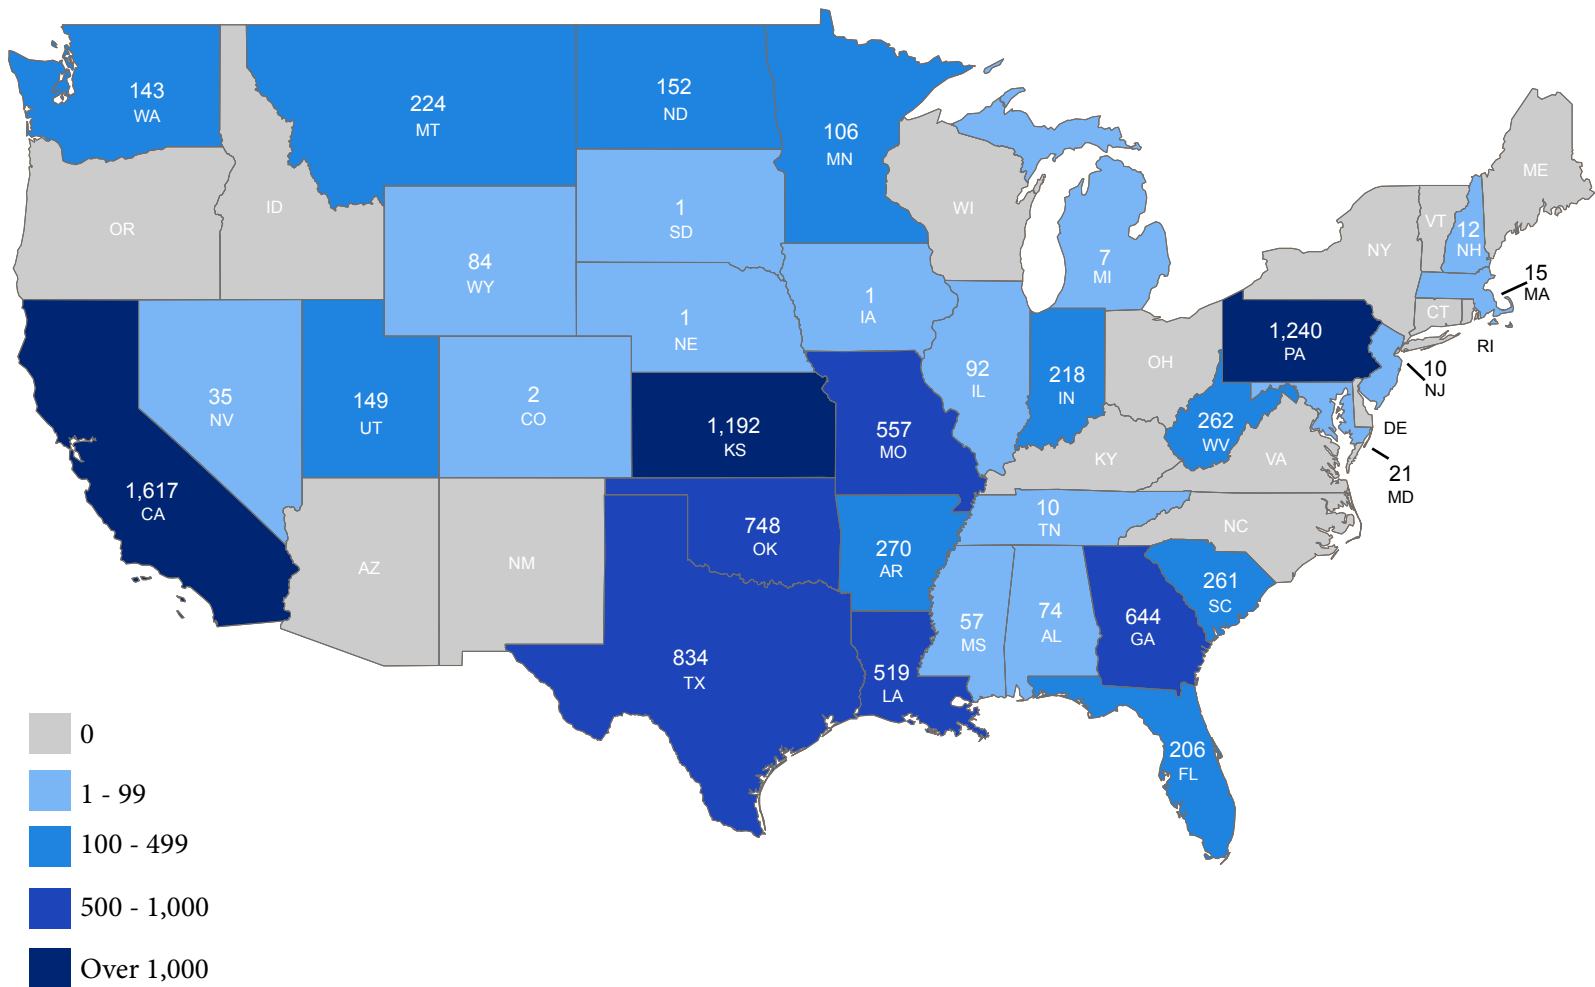 143
WA
224
MT
152
ND
106
MN
ME
OR
ID
1
SD
WI
VT
12
NH
NY
84
WY
7
MI
15
MA
1
IA
1
NE
CT
RI
1,240
PA
OH
10
NJ
35
NV
149
UT
2
CO
92
IL
218
IN
1,192
KS
557
MO
262
WV
DE
KY
VA
21
MD
1,617
CA
748
OK
10
TN
NC
AZ
NM
270
AR
261
SC
57
MS
74
AL
644
GA
834
TX
519
LA
206
FL
0
1 - 99
100 - 499
500 - 1,000
Over 1,000